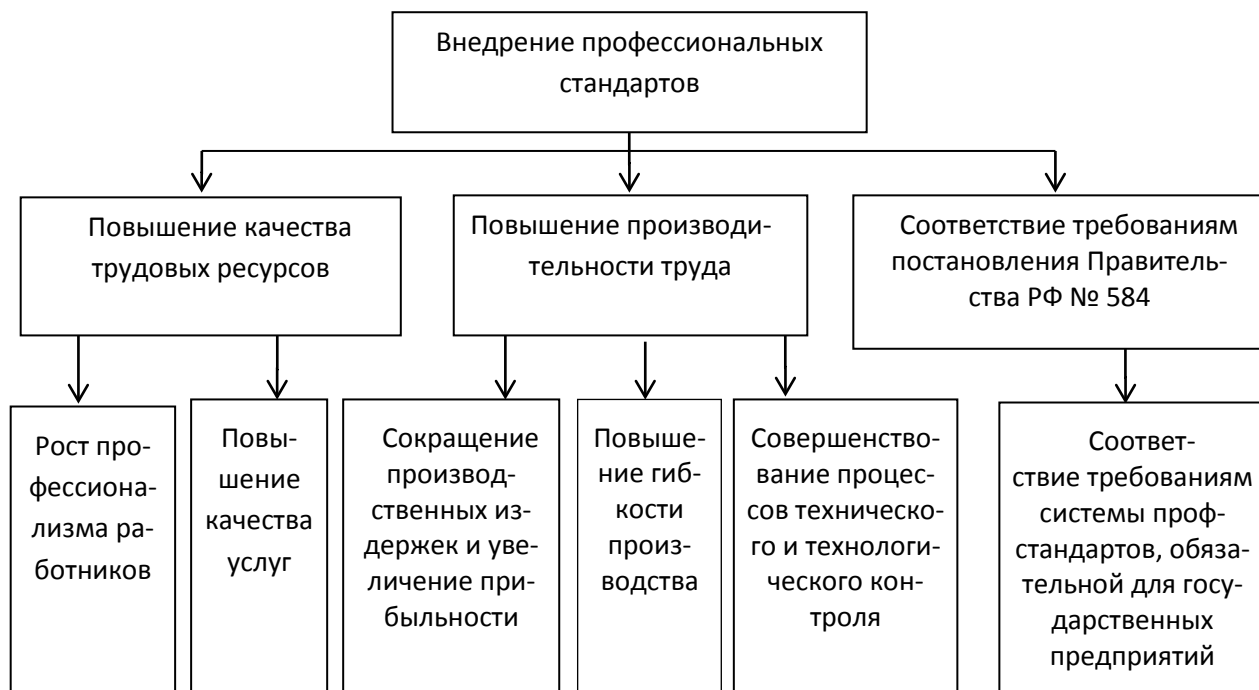 Внедрение профессиональных
стандартов
Повышение качества
трудовых ресурсов
Повышение производи-
тельности труда
Соответствие требованиям
постановления Правитель-
ства РФ № 584
Рост про-
фессиона-
лизма ра-
ботников
Повы-
шение
качества
услуг
Сокращение
производ-
ственных из-
держек и уве-
личение при-
быльности
Повыше-
ние гиб-
кости
произ-
водства
Совершенство-
вание процес-
сов техническо-
го и технологи-
ческого кон-
троля
Соответ-
ствие требованиям
системы проф-
стандартов, обяза-
тельной для госу-
дарственных
предприятий